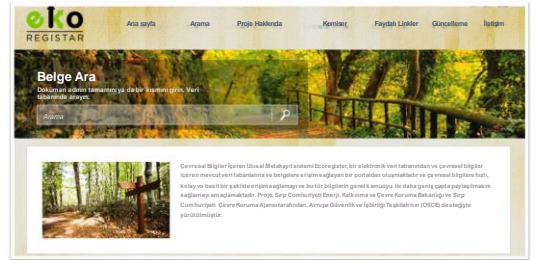 eko
REGISTAR
Ana sayfa Arama Proje Hakkında Komiser Faydalı Linkler Güncelleme İletişim
Belge Ara
Doküman adının tamamını ya da bir kısmını girin. Veri
tabanında arayın.
Arama
Çevresel Bilgiler İçeren Ulusal Metakayıt sistemi Ecoregister, bir elektronik veri tabanından ve çevresel bilgiler
içeren mevcut veri tabanlarına ve belgelere erişim sağlayan bir portaldan oluşmaktadır ve çevresel bilgilere hızlı,
kolay ve basit bir şekilde erişim sağlamayı ve bu tür bilgilerin genel kamuoyu ile daha geniş çapta paylaşılmasını
sağlamayı amaçlamaktadır. Proje, Sırp Cumhuriyeti Enerji, Kalkınma ve Çevre Koruma Bakanlığı ve Sırp
Cumhuriyeti Çevre Koruma Ajansı tarafından, Avrupa Güvenlik ve İşbirliği Teşkilatı'nın (OSCE) desteğiyle
yürütülmüştür.